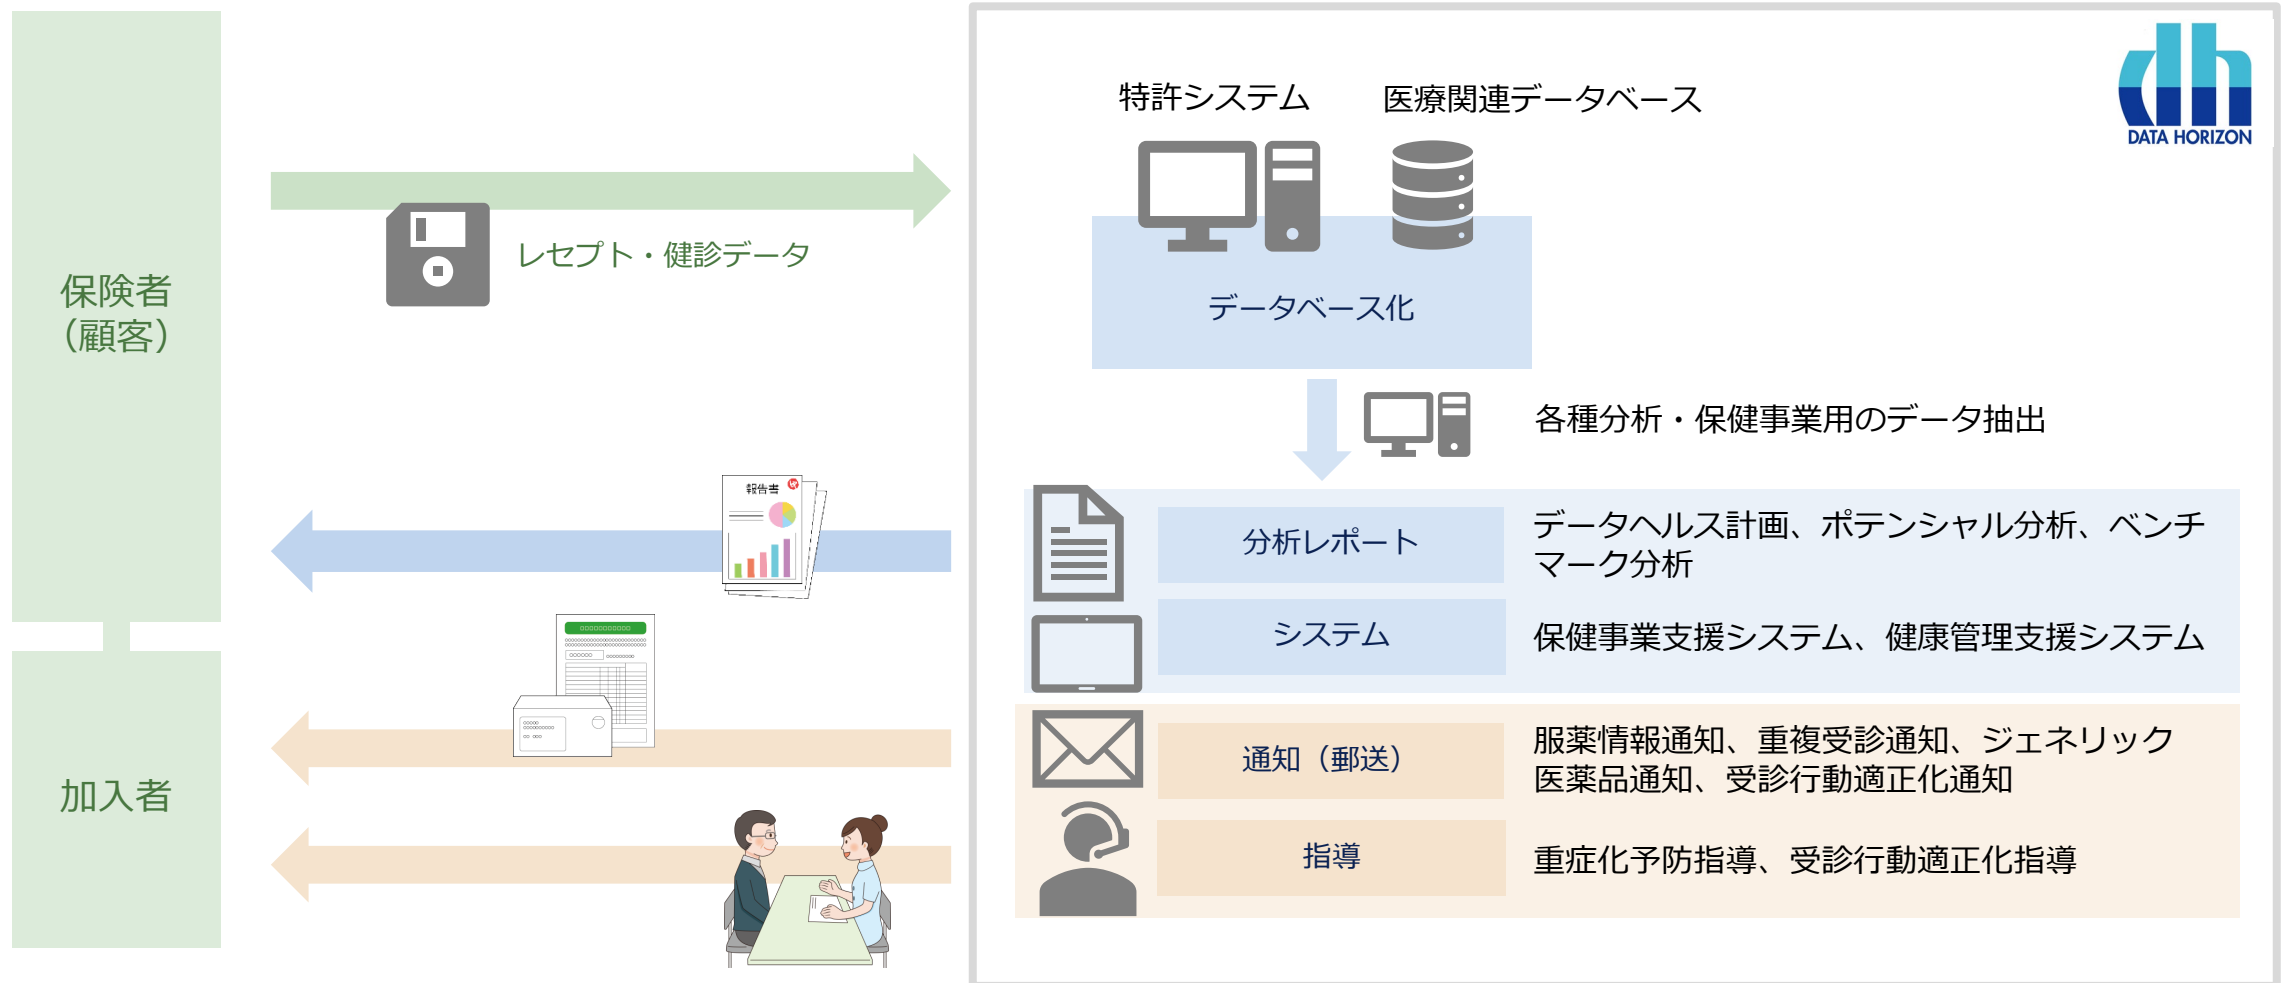 保険者
（顧客）
加入者
レセプト・健診データ
報告書
特許システム
医療関連データベース
DATA HORIZON
データベース化
各種分析・保健事業用のデータ抽出
分析レポート
データヘルス計画、ポテンシャル分析、ベンチ
マーク分析
システム
保健事業支援システム、健康管理支援システム
通知（郵送）
服薬情報通知、重複受診通知、ジェネリック
医薬品通知、受診行動適正化通知
指導
重症化予防指導、受診行動適正化指導